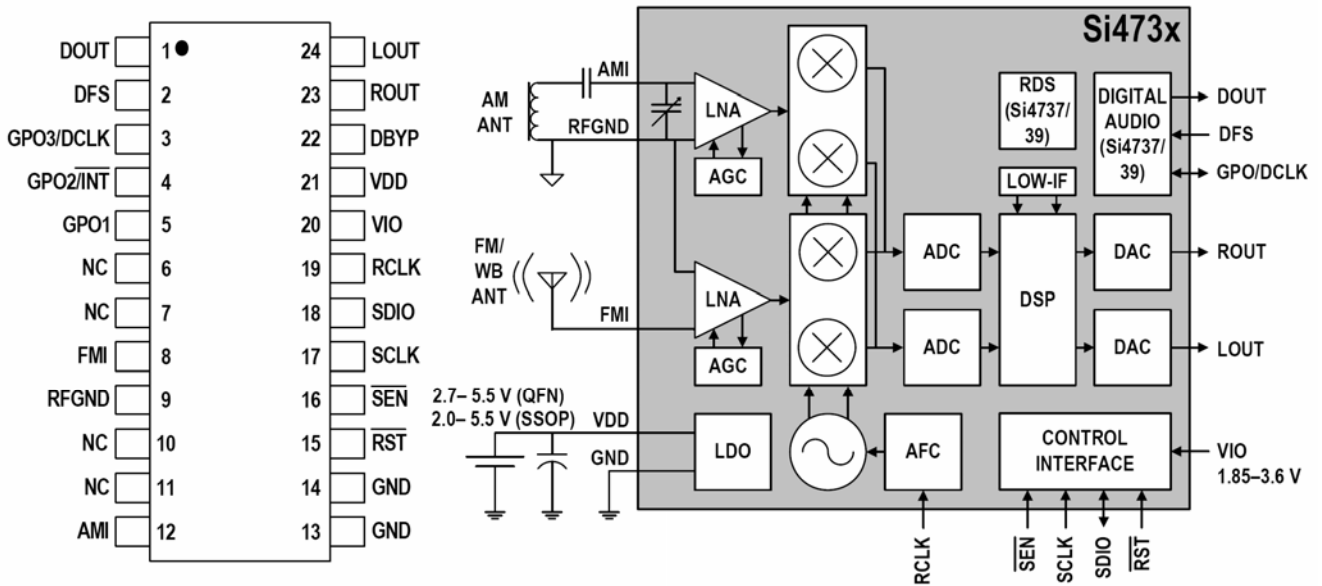 DOUT 1 24 LOUT
DFS 2 23 ROUT
GPO3/DCLK 3 22 DBYP
GPO2/INT 4 21 VDD
GPO1 5 20 VIO
NC 6 19 RCLK
NC 7 18 SDIO
FMI 8 17 SCLK
RFGND 9 16 SEN
NC 10 15 RST
NC 11 14 GND
AMI 12 13 GND
Si473x
AM
ANT
AMI
RFGND
LNA
AGC
RDS
(Si4737/
39)
DIGITAL
AUDIO
(Si4737/
39)
DOUT
DFS
GPO/DCLK
LOW-IF
FM/
WB
ANT
FMI
LNA
AGC
ADC
ADC
DSP
DAC
DAC
ROUT
LOUT
2.7– 5.5 V (QFN)
2.0– 5.5 V (SSOP)
VDD
GND
LDO
AFC
CONTROL
INTERFACE
VIO
1.85–3.6 V
RCLK
SEN
SCLK
SDIO
RST